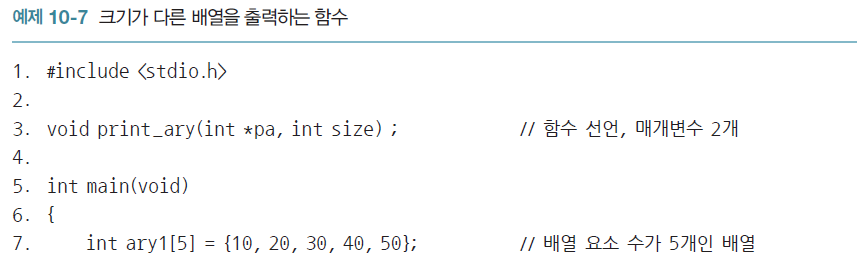 예제 10-7 크기가 다른 배열을 출력하는 함수
1. #include <stdio.h>
2.
3. void print_ary(int *pa, int size) ; // 함수 선언, 매개변수 2개
4.
5. int main(void)
6. {
7. int ary1[5] = {10, 20, 30, 40, 50}; // 배열 요소 수가 5개인 배열